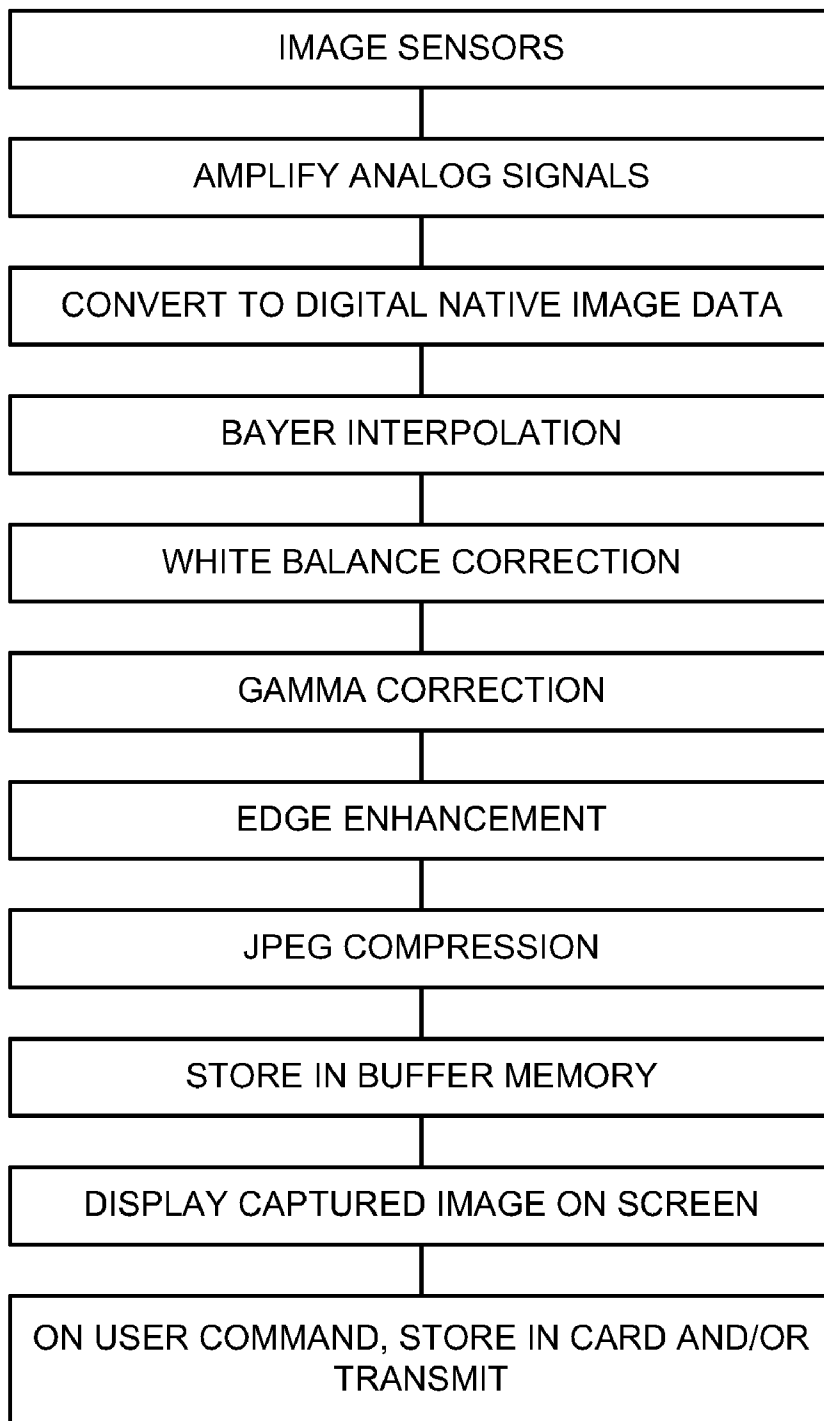 IMAGE SENSORS
AMPLIFY ANALOG SIGNALS
CONVERT TO DIGITAL NATIVE IMAGE DATA
BAYER INTERPOLATION
WHITE BALANCE CORRECTION
GAMMA CORRECTION
EDGE ENHANCEMENT
JPEG COMPRESSION
STORE IN BUFFER MEMORY
DISPLAY CAPTURED IMAGE ON SCREEN
ON USER COMMAND, STORE IN CARD AND/OR
TRANSMIT